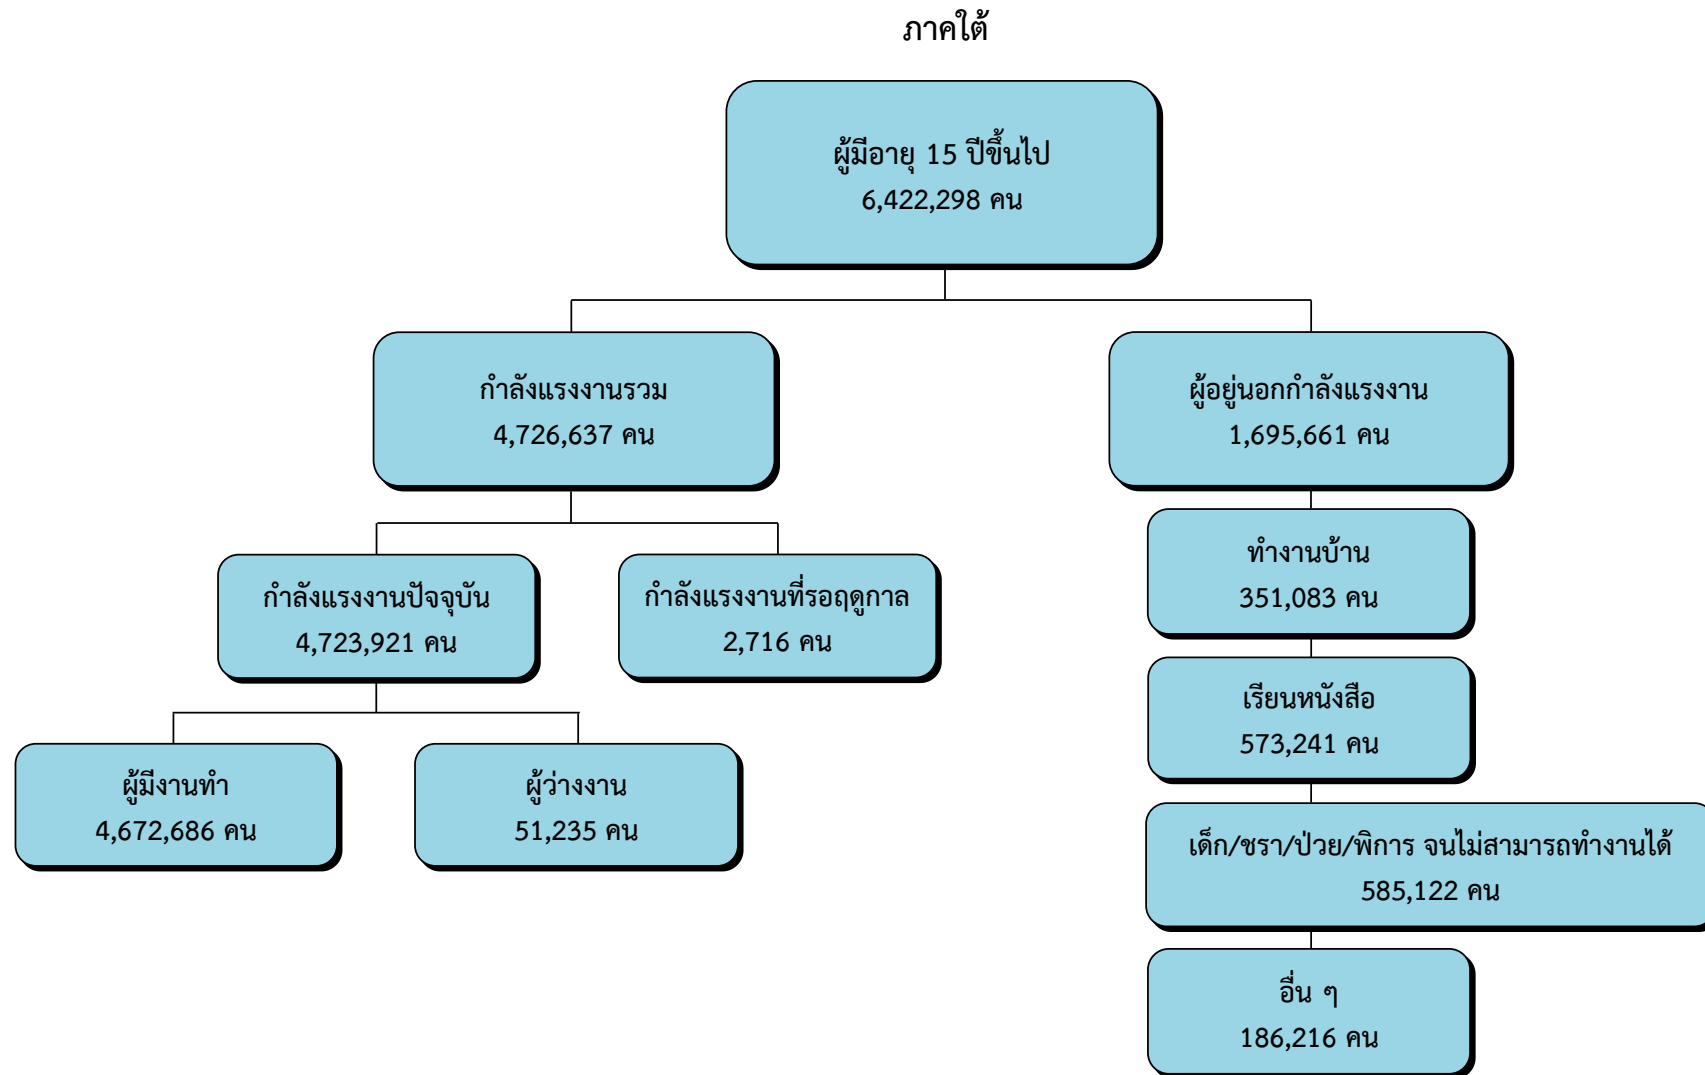 ภาคใต้
ผู้มีอายุ 15 ปีขึ้นไป
6,422,298 คน
กำลังแรงงานรวม
4,726,637 คน
ผู้อยู่นอกกำลังแรงงาน
1,695,661 คน
กำลังแรงงานปัจจุบัน
4,723,921 คน
กำลังแรงงานที่รอฤดูกาล
2,716 คน
ผู้มีงานทำ
4,672,686 คน
ผู้ว่างงาน
51,235 คน
ทำงานบ้าน
351,083 คน
เรียนหนังสือ
573,241 คน
เด็ก/ชรา/ป่วย/พิการ จนไม่สามารถทำงานได้
585,122 คน
อื่น ๆ
186,216 คน